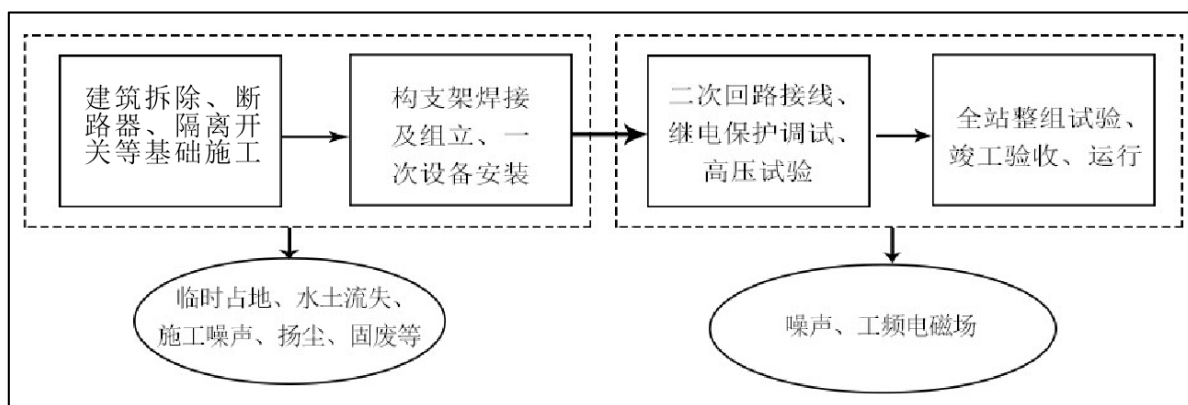 建筑拆除、断
路器、隔离开
关等基础施工
构支架焊接
及组立、一
次设备安装
二次回路接线、
继电保护调试、
高压试验
全站整组试验、
竣工验收、运行
临时占地、水土流失、
施工噪声、扬尘、固废等
噪声、工频电磁场